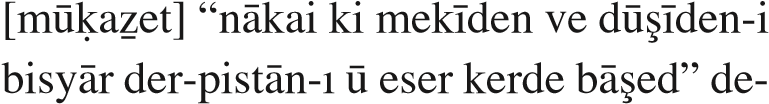 [mūḳaẕet] “nākai ki mekīden ve dūşīden-i
bisyār der-pistān-ı ū eser kerde bāşed” de-